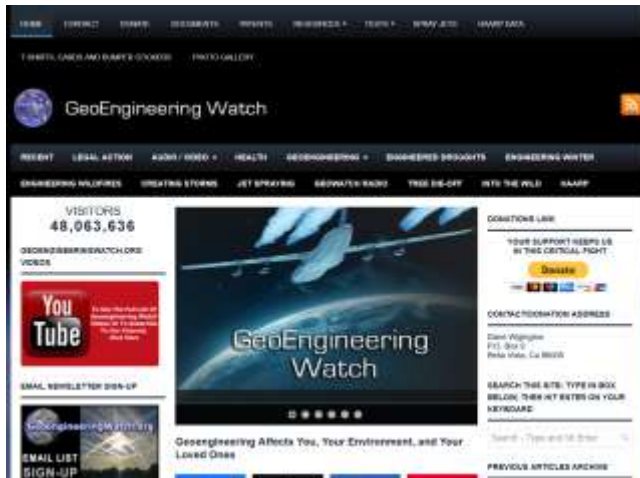 HOME CONTACT DONATE DOCUMENTS PATENTS RESOURCES TESTS SPRAY JETS HAARP DATA
T-SHIRTS, CARDS AND BUMPER STICKERS PHOTO GALLERY
GeoEngineering Watch
RECENT LEGAL ACTION AUDIO / VIDEO HEALTH GEOENGINEERING ENGINEERED DROUGHTS ENGINEERING WINTER
ENGINEERING WILDFIRES CREATING STORMS JET SPRAYING GEOWATCH RADIO TREE DIE-OFF INTO THE WILD HAARP
VISITORS
48,063,636
GEOENGINEERINGWATCH.ORG
VIDEOS
You
Tube
EMAIL NEWSLETTER SIGN-UP
GeoengineeringWatch.org
EMAIL LIST
SIGN-UP
GeoEngineering
Watch
Geoengineering Affects You, Your Environment, and Your
Loved Ones
DONATIONS LINK
YOUR SUPPORT KEEPS US
IN THIS CRITICAL FIGHT
Donate
CONTACT/DONATION ADDRESS
Dane Wigington
P.O. Box 9
Bella Vista, Ca 96008
SEARCH THIS SITE: TYPE IN BOX
BELOW, THEN HIT ENTER ON YOUR
KEYBOARD
Search - Type and Hit Enter
PREVIOUS ARTICLES ARCHIVE